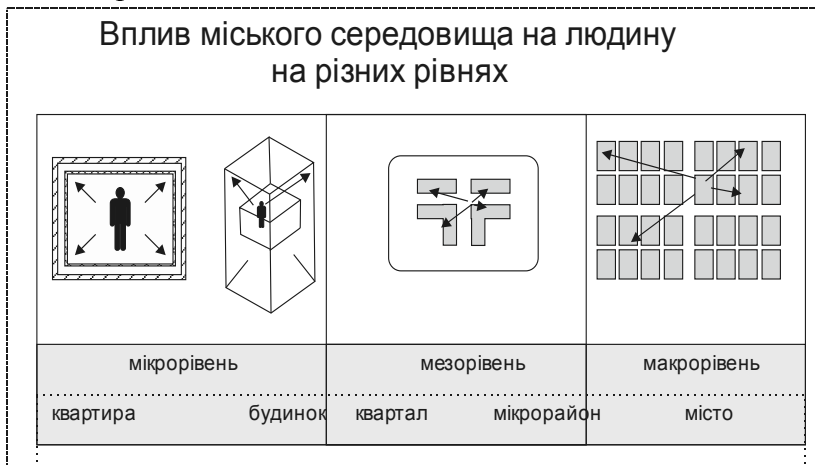 Вплив міського середовища на людину
на різних рівнях
мікрорівень мезорівень макрорівень
квартира будинок квартал мікрорайон місто